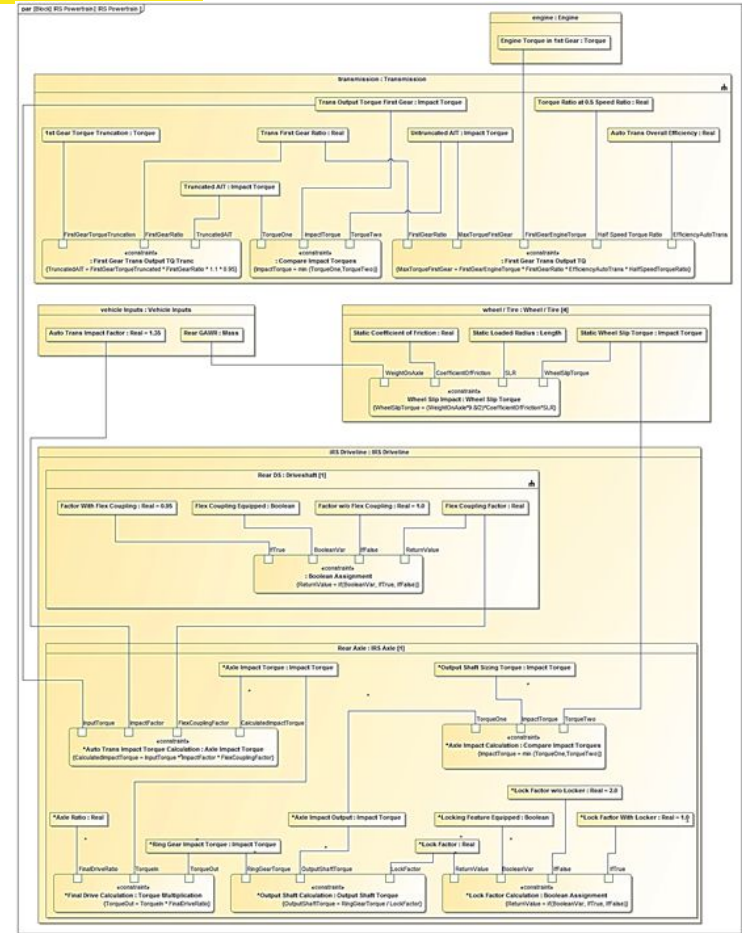 par [Block] IRS Powertrain[ IRS Powertrain ]
engine : Engine
Engine Torque in 1st Gear : Torque
transmission : Transmission
Trans Output Torque First Gear : Impact Torque
Torque Ratio at 0.5 Speed Ratio : Real
1st Gear Torque Truncation : Torque
Trans First Gear Ratio : Real
Untruncated AIT : Impact Torque
Auto Trans Overall Efficiency : Real
Truncated AIT : Impact Torque
FirstGearTorqueTruncation
FirstGearRatio
TruncatedAIT
TorqueOne
ImpactTorque
TorqueTwo
FirstGearRatio
MaxTorqueFirstGear
FirstGearEngineTorque
Half Speed Torque Ratio
EfficiencyAutoTrans
«constraint»
: First Gear Trans Output TQ Trunc
{TruncatedAIT = FirstGearTorqueTruncated * FirstGearRatio * 1.1 * 0.95}
«constraint»
: Compare Impact Torques
{ImpactTorque = min (TorqueOne,TorqueTwo)}
«constraint»
: First Gear Trans Output TQ
{MaxTorqueFirstGear = FirstGearEngineTorque * FirstGearRatio * EfficiencyAutoTrans * HalfSpeedTorqueRatio}
vehicle Inputs : Vehicle Inputs
Auto Trans Impact Factor : Real = 1.35
Rear GAWR : Mass
wheel / Tire : Wheel / Tire [4]
Static Coefficient of Friction : Real
Static Loaded Radius : Length
Static Wheel Slip Torque : Impact Torque
WeightOnAxle
CoefficientOfFriction
SLR
WheelSlipTorque
«constraint»
Wheel Slip Impact : Wheel Slip Torque
{WheelSlipTorque = (WeightOnAxle*9.8/2)*CoefficientOfFriction*SLR}
IRS Driveline : IRS Driveline
Rear DS : Driveshaft [1]
Factor With Flex Coupling : Real = 0.95
Flex Coupling Equipped : Boolean
Factor w/o Flex Coupling : Real = 1.0
Flex Coupling Factor : Real
IfTrue
BooleanVar
IfFalse
ReturnValue
«constraint»
: Boolean Assignment
{ReturnValue = if(BooleanVar, IfTrue, IfFalse)}
Rear Axle : IRS Axle [1]
*Axle Impact Torque : Impact Torque
*Output Shaft Sizing Torque : Impact Torque
InputTorque
ImpactFactor
FlexCouplingFactor
CalculatedImpactTorque
TorqueOne
ImpactTorque
TorqueTwo
«constraint»
*Auto Trans Impact Torque Calculation : Axle Impact Torque
{CalculatedImpactTorque = InputTorque * ImpactFactor * FlexCouplingFactor}
«constraint»
*Axle Impact Calculation : Compare Impact Torques
{ImpactTorque = min (TorqueOne,TorqueTwo)}
*Lock Factor w/o Locker : Real = 2.0
*Axle Ratio : Real
*Axle Impact Output : Impact Torque
*Locking Feature Equipped : Boolean
*Lock Factor With Locker : Real = 1.0
*Ring Gear Impact Torque : Impact Torque
*Lock Factor : Real
FinalDriveRatio
TorqueIn
TorqueOut
RingGearTorque
OutputShaftTorque
LockFactor
ReturnValue
BooleanVar
IfFalse
IfTrue
«constraint»
*Final Drive Calculation : Torque Multiplication
{TorqueOut = TorqueIn * FinalDriveRatio}
«constraint»
*Output Shaft Calculation : Output Shaft Torque
{OutputShaftTorque = RingGearTorque / LockFactor}
«constraint»
*Lock Factor Calculation : Boolean Assignment
{ReturnValue = if(BooleanVar, IfTrue, IfFalse)}